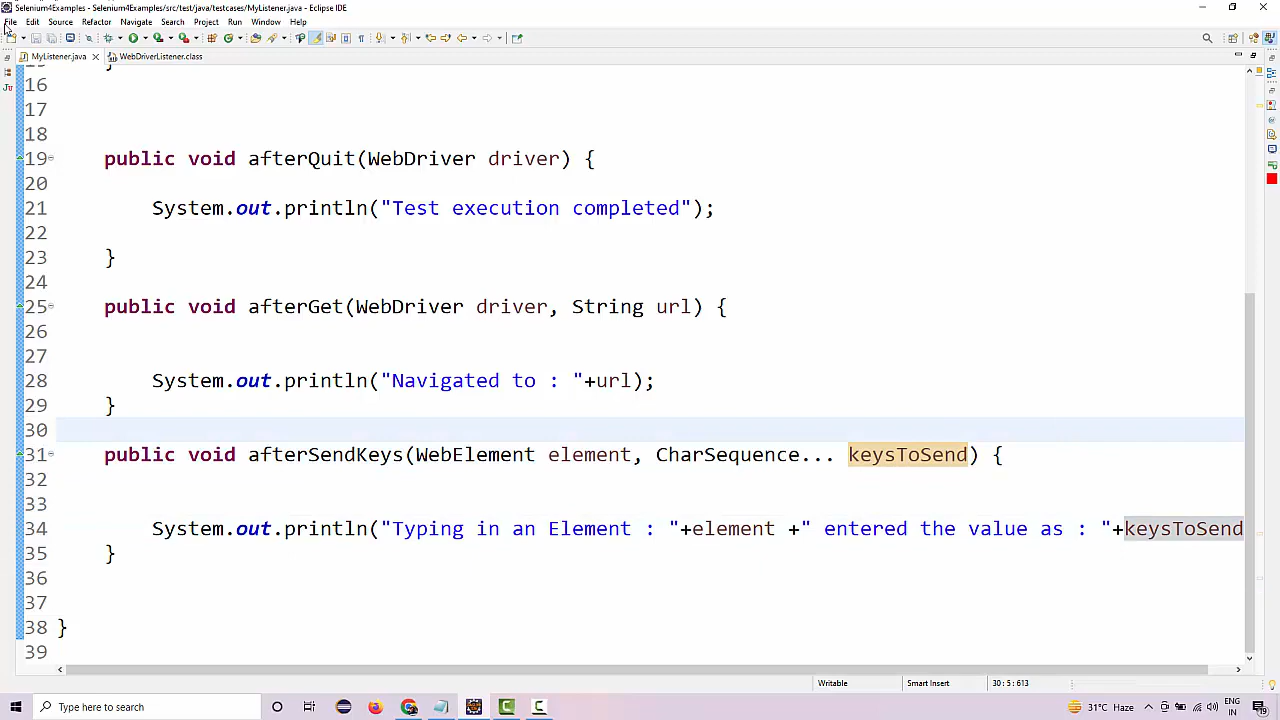 Selenium4Examples - Selenium4Examples/src/test/java/testcases/MyListener.java - Eclipse IDE
File Edit Source Refactor Navigate Search Project Run Window Help
MyListener.java WebDriverListener.class
}
16
17
18
19 public void afterQuit(WebDriver driver) {
20
21 System.out.println("Test execution completed");
22
23 }
24
25 public void afterGet(WebDriver driver, String url) {
26
27
28 System.out.println("Navigated to : "+url);
29 }
30
31 public void afterSendKeys(WebElement element, CharSequence... keysToSend) {
32
33
34 System.out.println("Typing in an Element : "+element +" entered the value as : "+keysToSend
35 }
36
37
38 }
39
Writable Smart Insert 30 : 5 : 613
Type here to search 31°C Haze ENG
IN